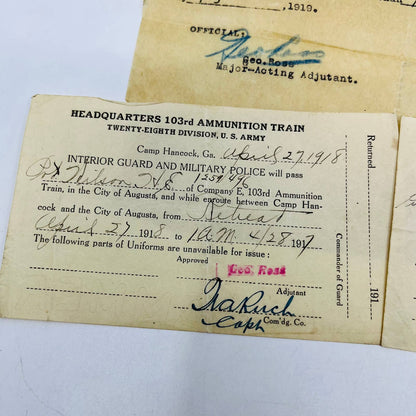 , 1919.
OFFICIAL:
Geo. Ross
Geo. Ross
Major-Acting Adjutant.
HEADQUARTERS 103rd AMMUNITION TRAIN
TWENTY-EIGHTH DIVISION, U. S. ARMY
Camp Hancock, Ga. April 27 1918
INTERIOR GUARD AND MILITARY POLICE will pass
Pvt Wilson, H E 1259496
of Company E, 103rd Ammunition
Train, in the City of Augusta, and while enroute between Camp Han-
cock and the City of Augusta, from Retreat
April 27 1918, to 1 A.M 4/28 1917
The following parts of Uniforms are unavailable for issue:
Approved
Geo. Ross
Adjutant
Capt Com'dg. Co.
Returned
191
Commander of Guard